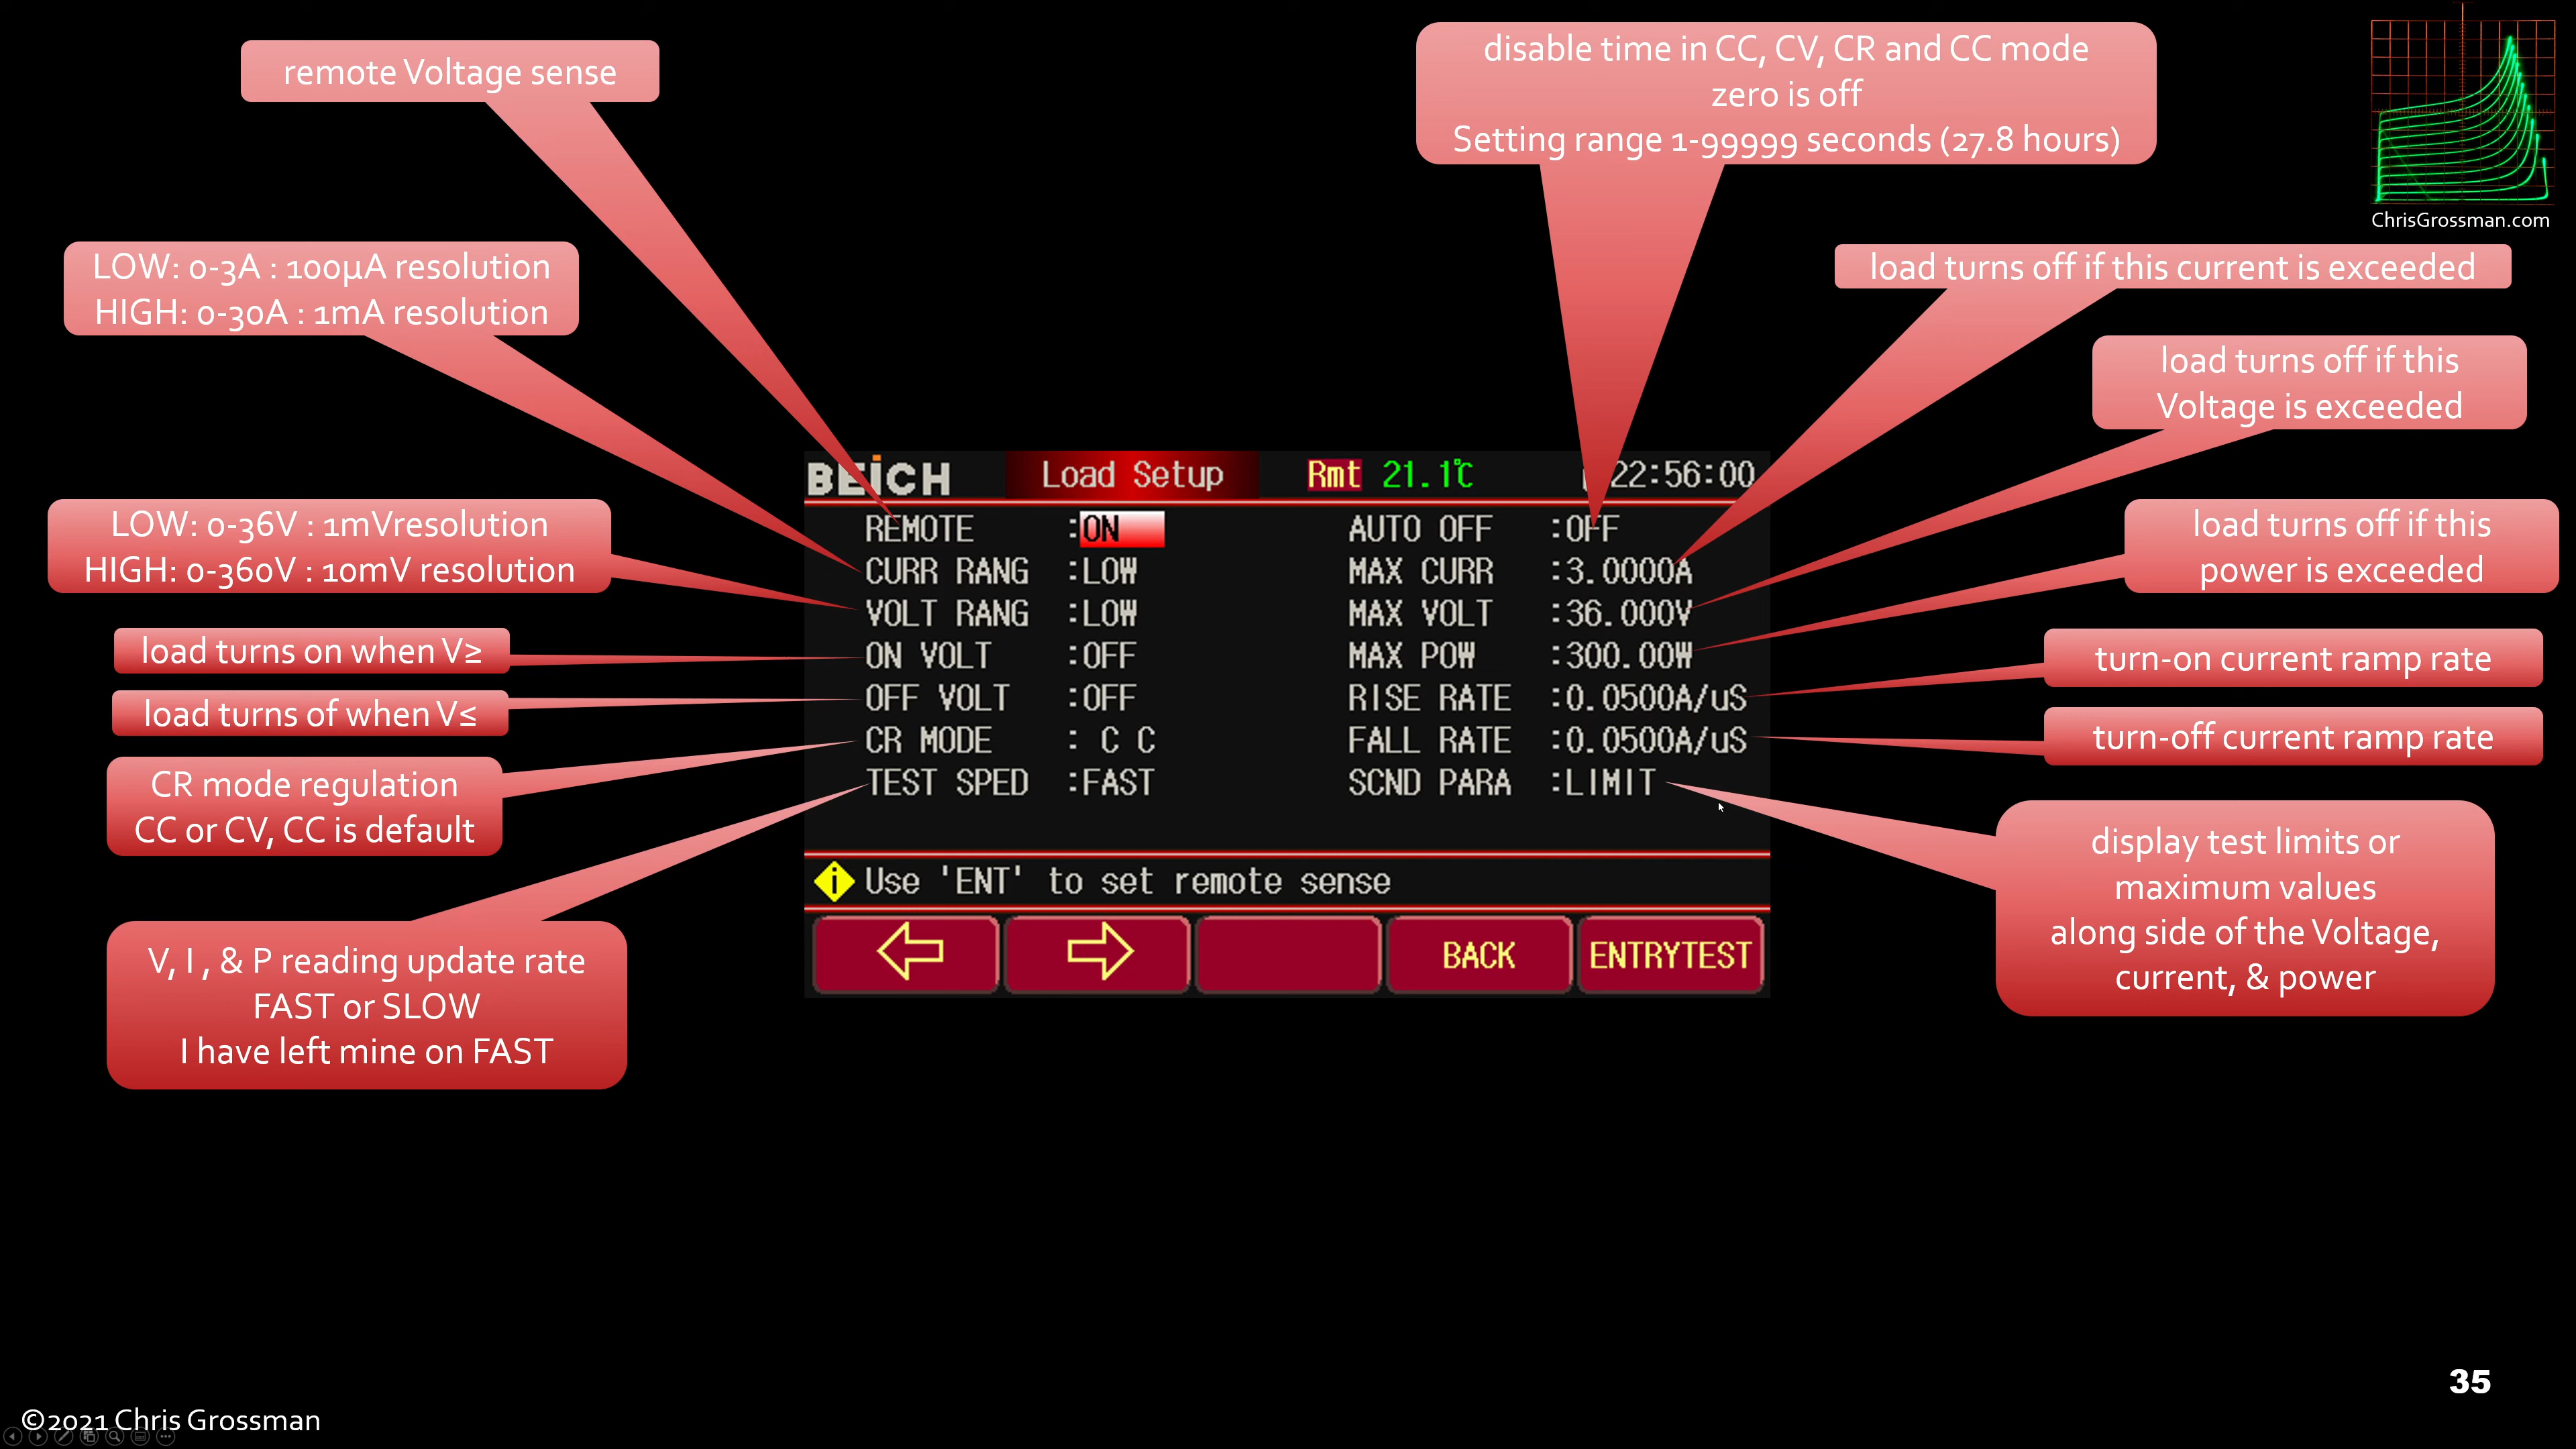 remote Voltage sense
disable time in CC, CV, CR and CC mode
zero is off
Setting range 1-99999 seconds (27.8 hours)
ChrisGrossman.com
LOW: 0-3A : 100µA resolution
HIGH: 0-30A : 1mA resolution
load turns off if this current is exceeded
load turns off if this
Voltage is exceeded
LOW: 0-36V : 1mVresolution
HIGH: 0-360V : 10mV resolution
load turns off if this
power is exceeded
load turns on when V≥
load turns of when V≤
turn-on current ramp rate
turn-off current ramp rate
CR mode regulation
CC or CV, CC is default
V, I , & P reading update rate
FAST or SLOW
I have left mine on FAST
display test limits or
maximum values
along side of the Voltage,
current, & power
BEICH Load Setup Rmt 21.1℃ 22:56:00
REMOTE :ON AUTO OFF :OFF
CURR RANG :LOW MAX CURR :3.0000A
VOLT RANG :LOW MAX VOLT :36.000V
ON VOLT :OFF MAX POW :300.00W
OFF VOLT :OFF RISE RATE :0.0500A/uS
CR MODE : C C FALL RATE :0.0500A/uS
TEST SPED :FAST SCND PARA :LIMIT
i Use 'ENT' to set remote sense
BACK ENTRYTEST
35
©2021 Chris Grossman